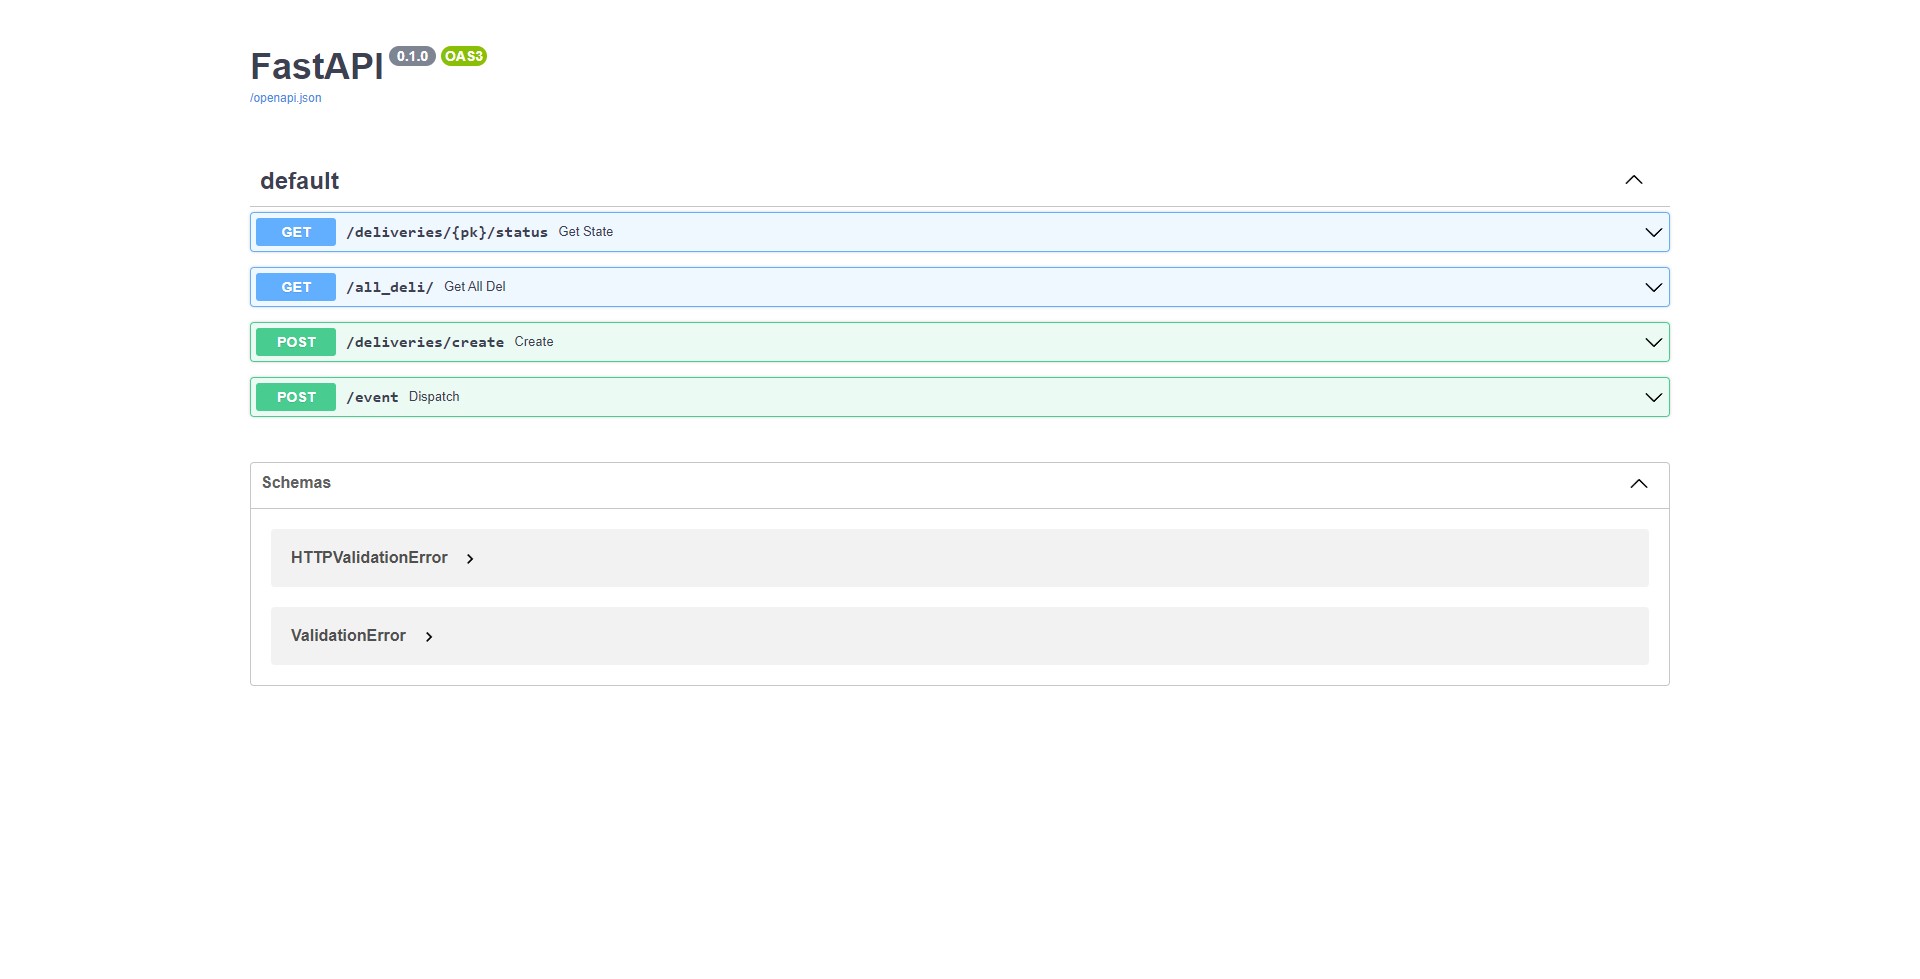 FastAPI 0.1.0 OAS3
/openapi.json
default
GET /deliveries/{pk}/status Get State
GET /all_deli/ Get All Del
POST /deliveries/create Create
POST /event Dispatch
Schemas
HTTPValidationError
ValidationError